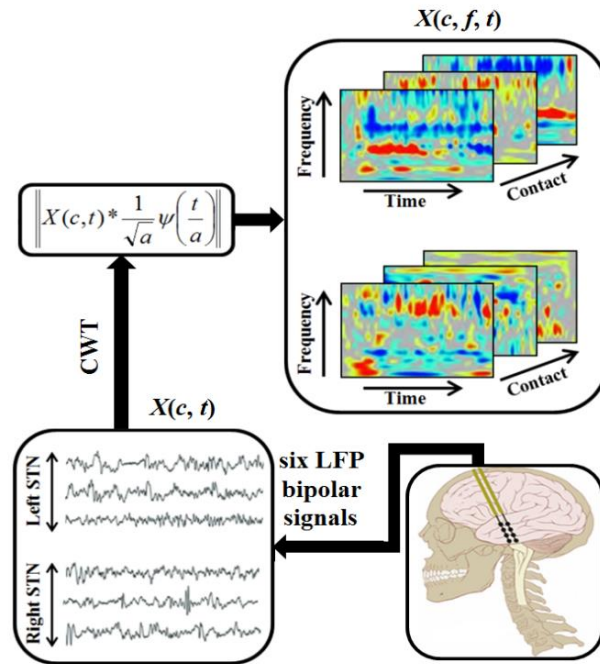 X(c, f, t)
Frequency
Time
Contact
Frequency
Time
Contact
‖X(c,t)*1/√a ψ(t/a)‖
CWT
X(c, t)
Left STN
Right STN
six LFP
bipolar
signals